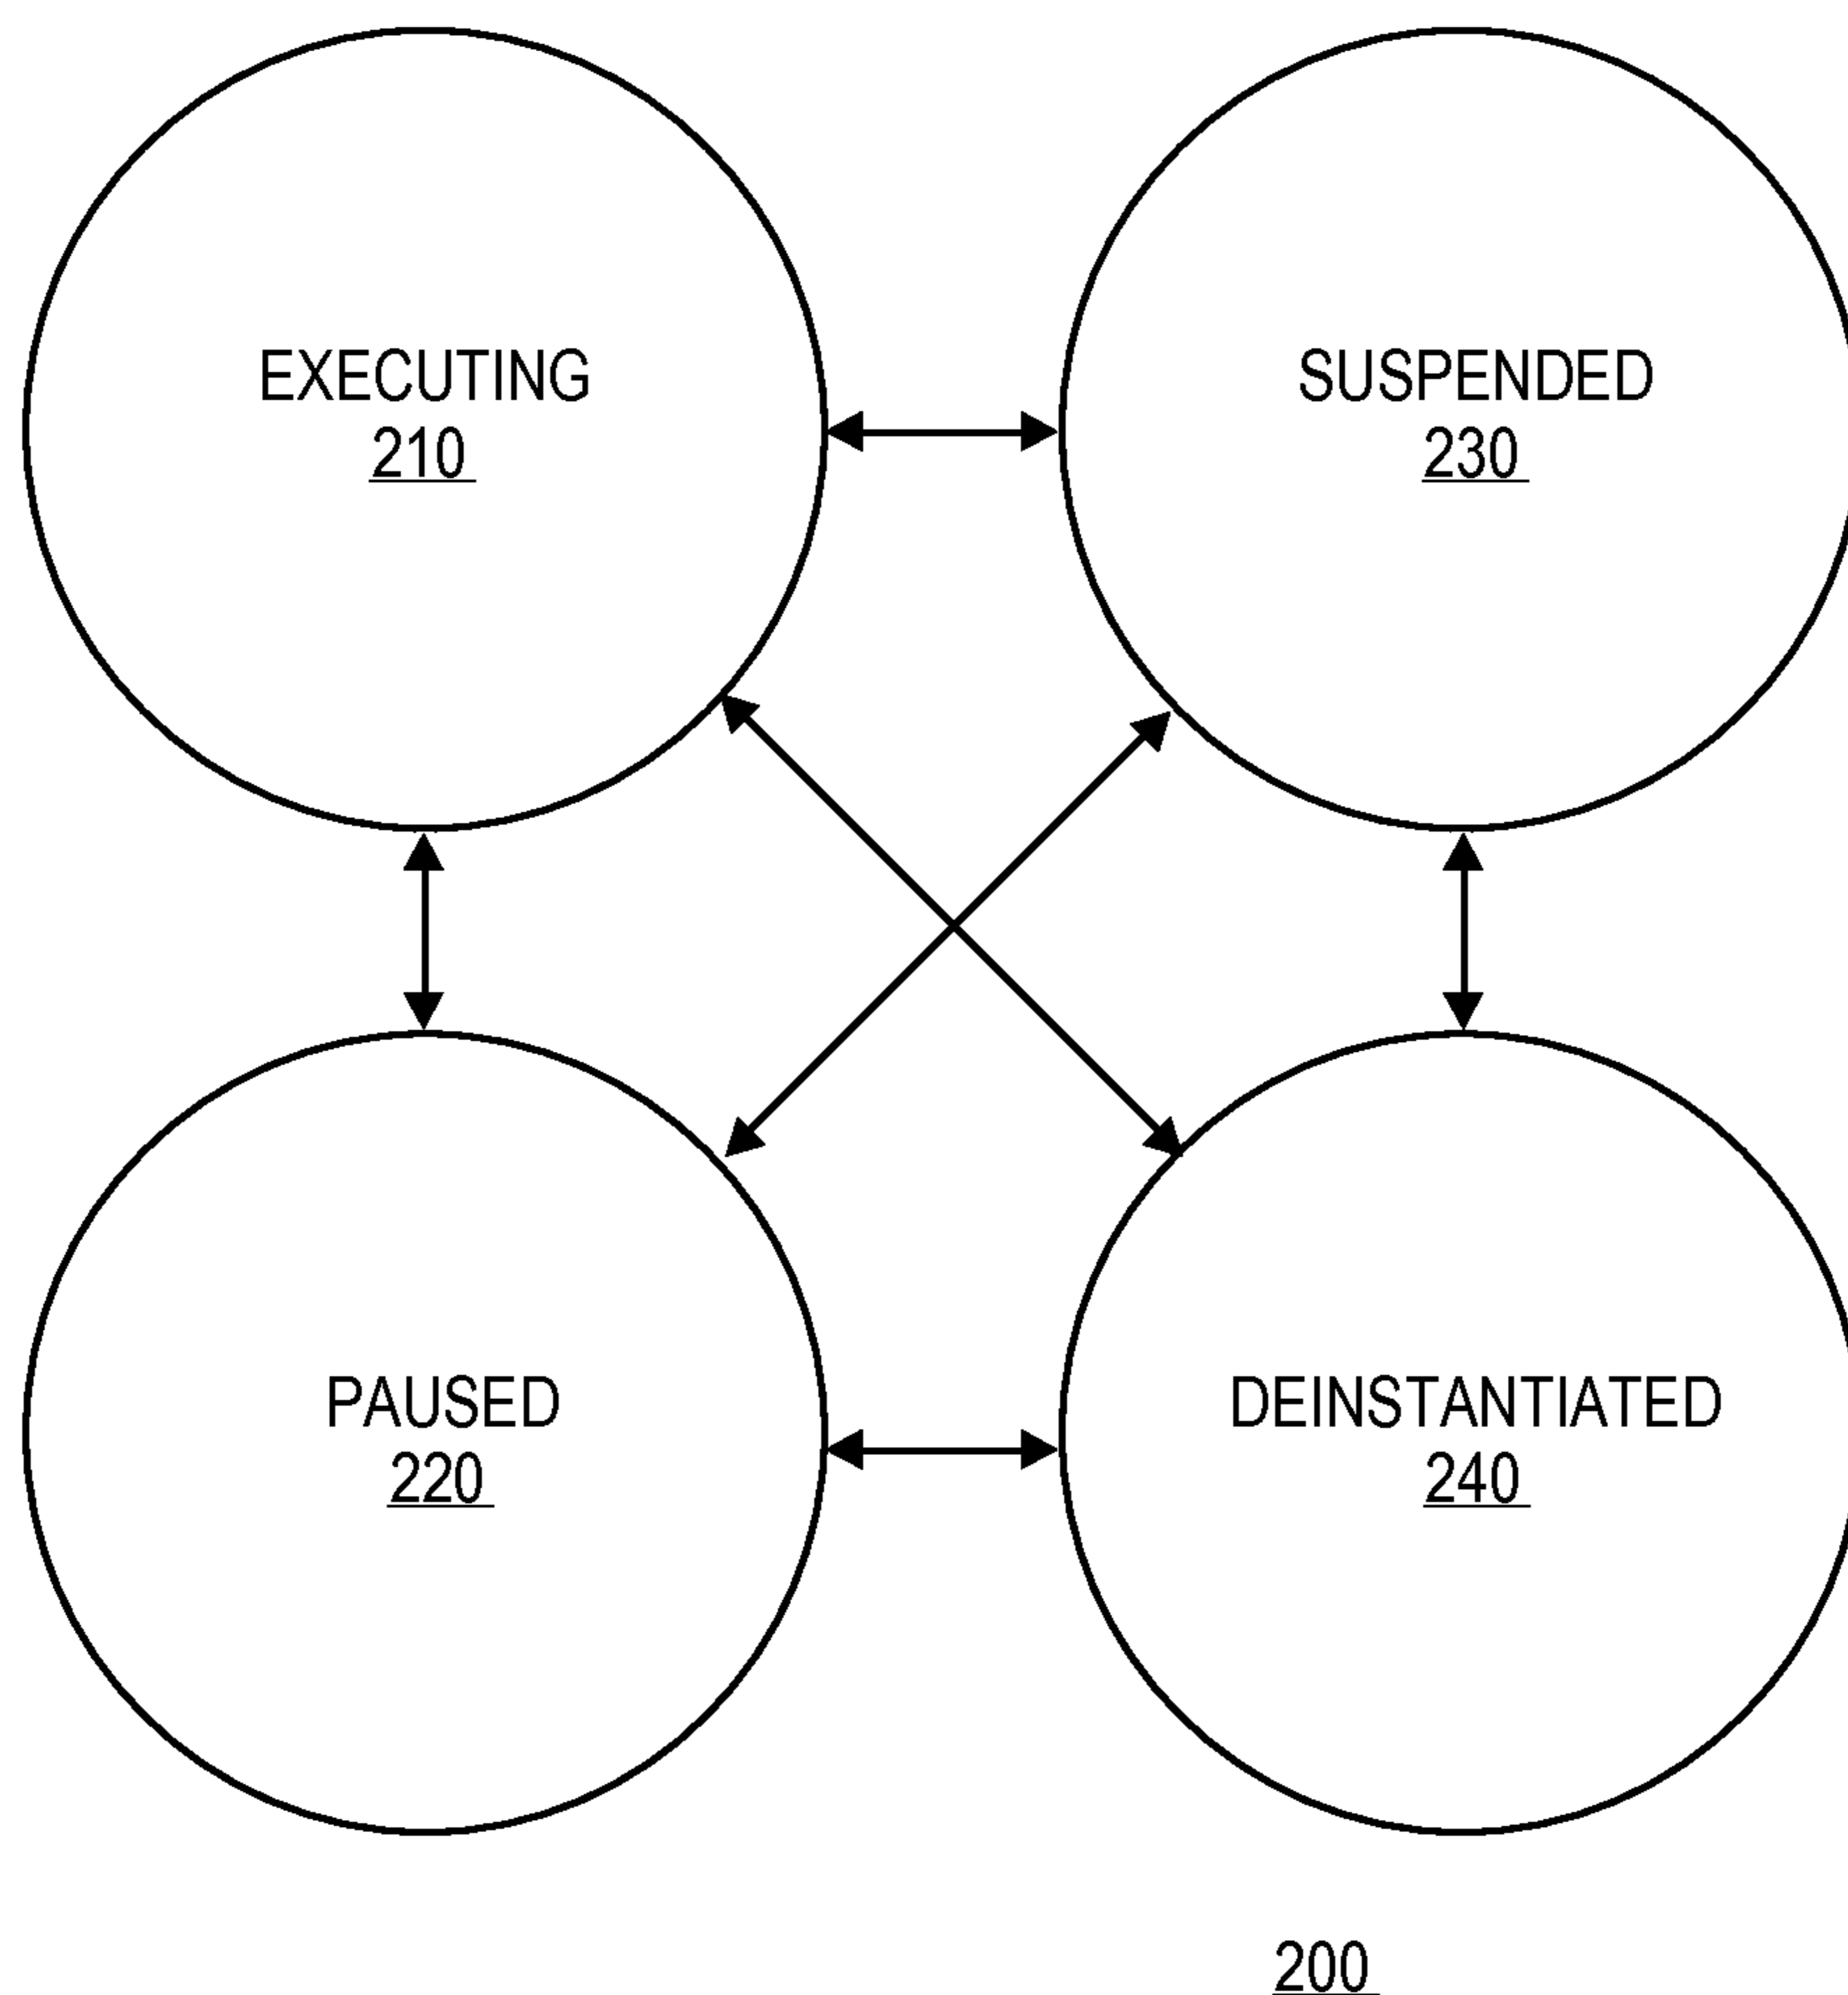 EXECUTING
210
SUSPENDED
230
PAUSED
220
DEINSTANTIATED
240
200